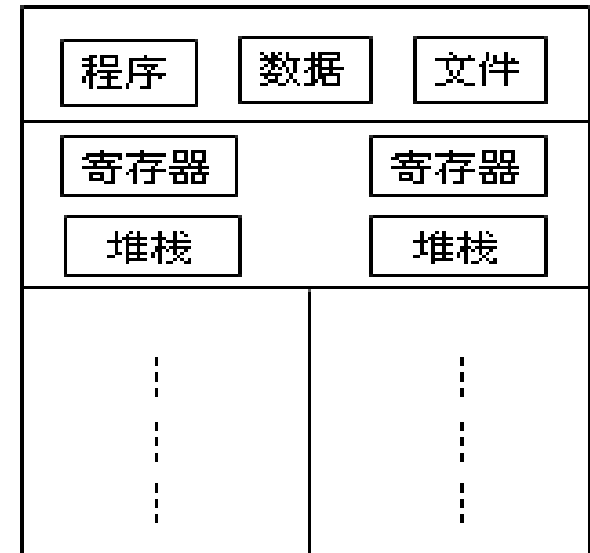 程序 数据 文件
寄存器 寄存器
堆栈 堆栈